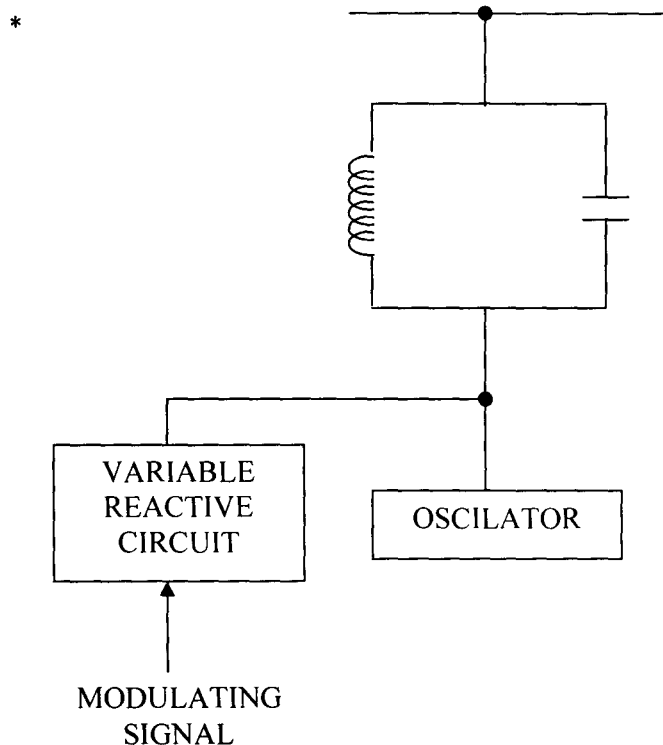 *
VARIABLE
REACTIVE
CIRCUIT
OSCILATOR
MODULATING
SIGNAL